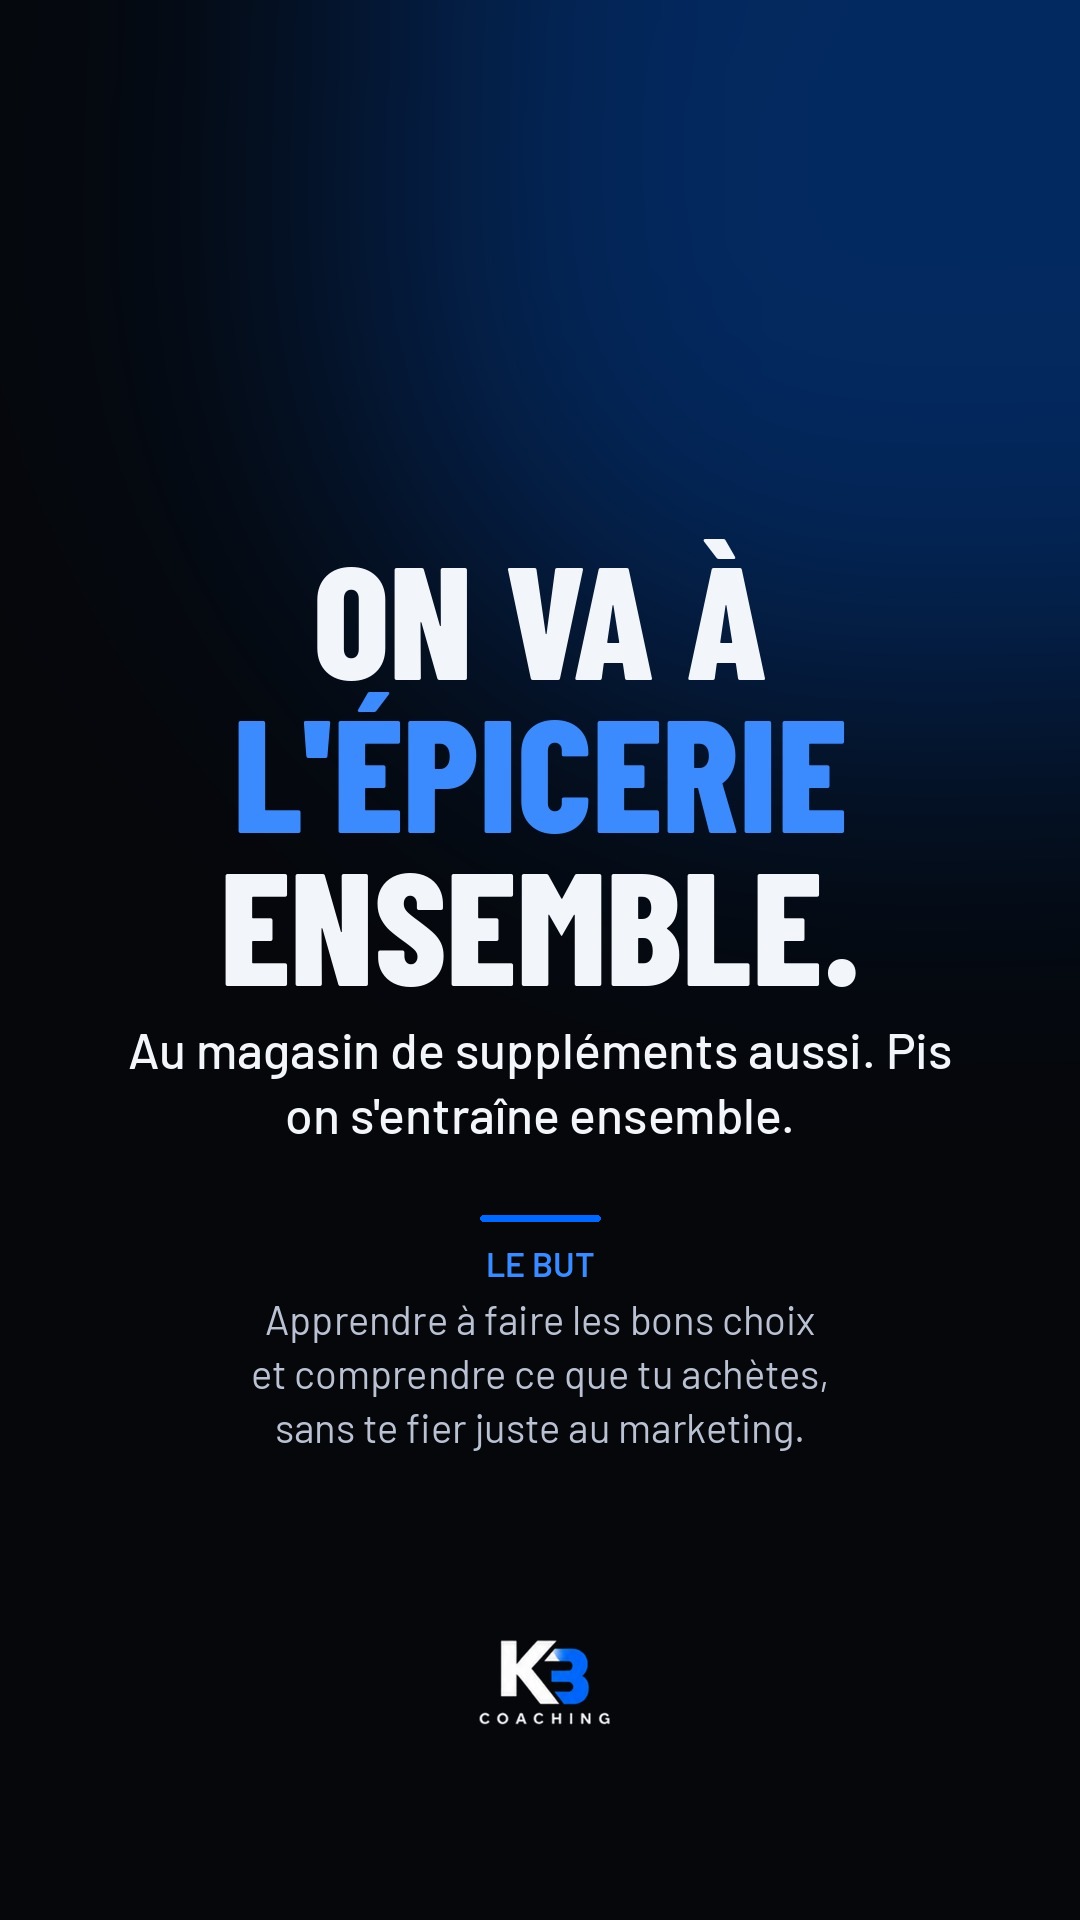 ON VA À
L'ÉPICERIE
ENSEMBLE.
Au magasin de suppléments aussi. Pis
on s'entraîne ensemble.
LE BUT
Apprendre à faire les bons choix
et comprendre ce que tu achètes,
sans te fier juste au marketing.
KB
COACHING